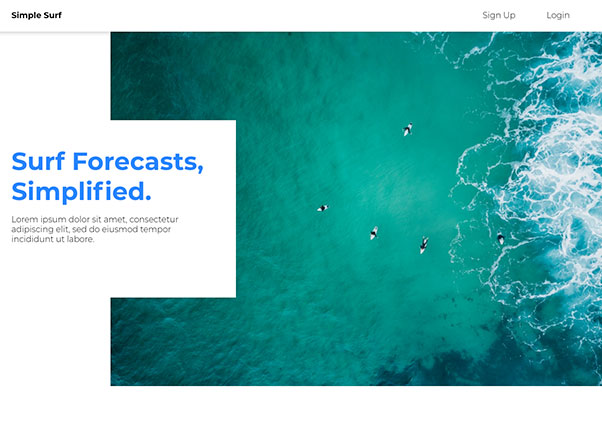 Simple Surf
Sign Up
Login
Surf Forecasts,
Simplified.
Lorem ipsum dolor sit amet, consectetur
adipiscing elit, sed do eiusmod tempor
incididunt ut labore.